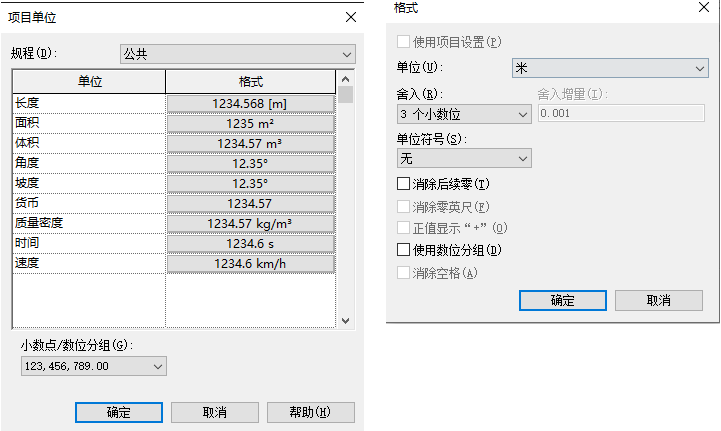 项目单位
规程(D):
公共
单位 格式
长度 1234.568 [m]
面积 1235 m²
体积 1234.57 m³
角度 12.35°
坡度 12.35°
货币 1234.57
质量密度 1234.57 kg/m³
时间 1234.6 s
速度 1234.6 km/h
小数点/数位分组(G):
123,456,789.00
确定 取消 帮助(H)
格式
使用项目设置(P)
单位(U): 米
舍入(R): 舍入增量(I):
3 个小数位 0.001
单位符号(S):
无
消除后续零(T)
消除零英尺(F)
正值显示“+”(O)
使用数位分组(D)
消除空格(A)
确定 取消